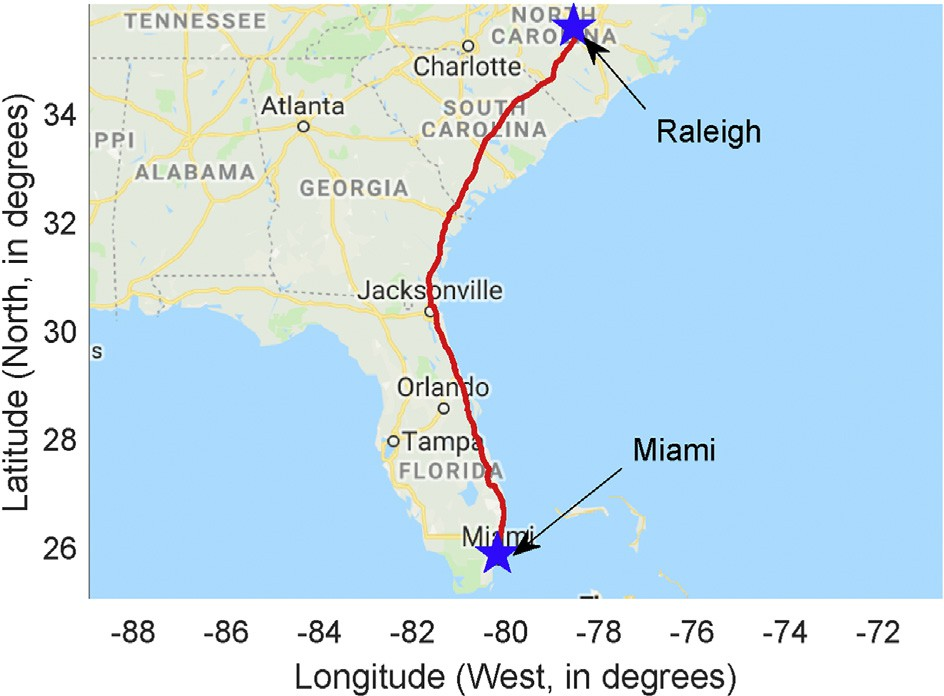 TENNESSEE
NORTH
CAROLINA
Charlotte
34
Atlanta
SOUTH
CAROLINA
Raleigh
PPI
ALABAMA
GEORGIA
32
Jacksonville
30
s
Orlando
28
Tampa
Miami
FLORIDA
26
Miami
-88 -86 -84 -82 -80 -78 -76 -74 -72
Longitude (West, in degrees)
Latitude (North, in degrees)